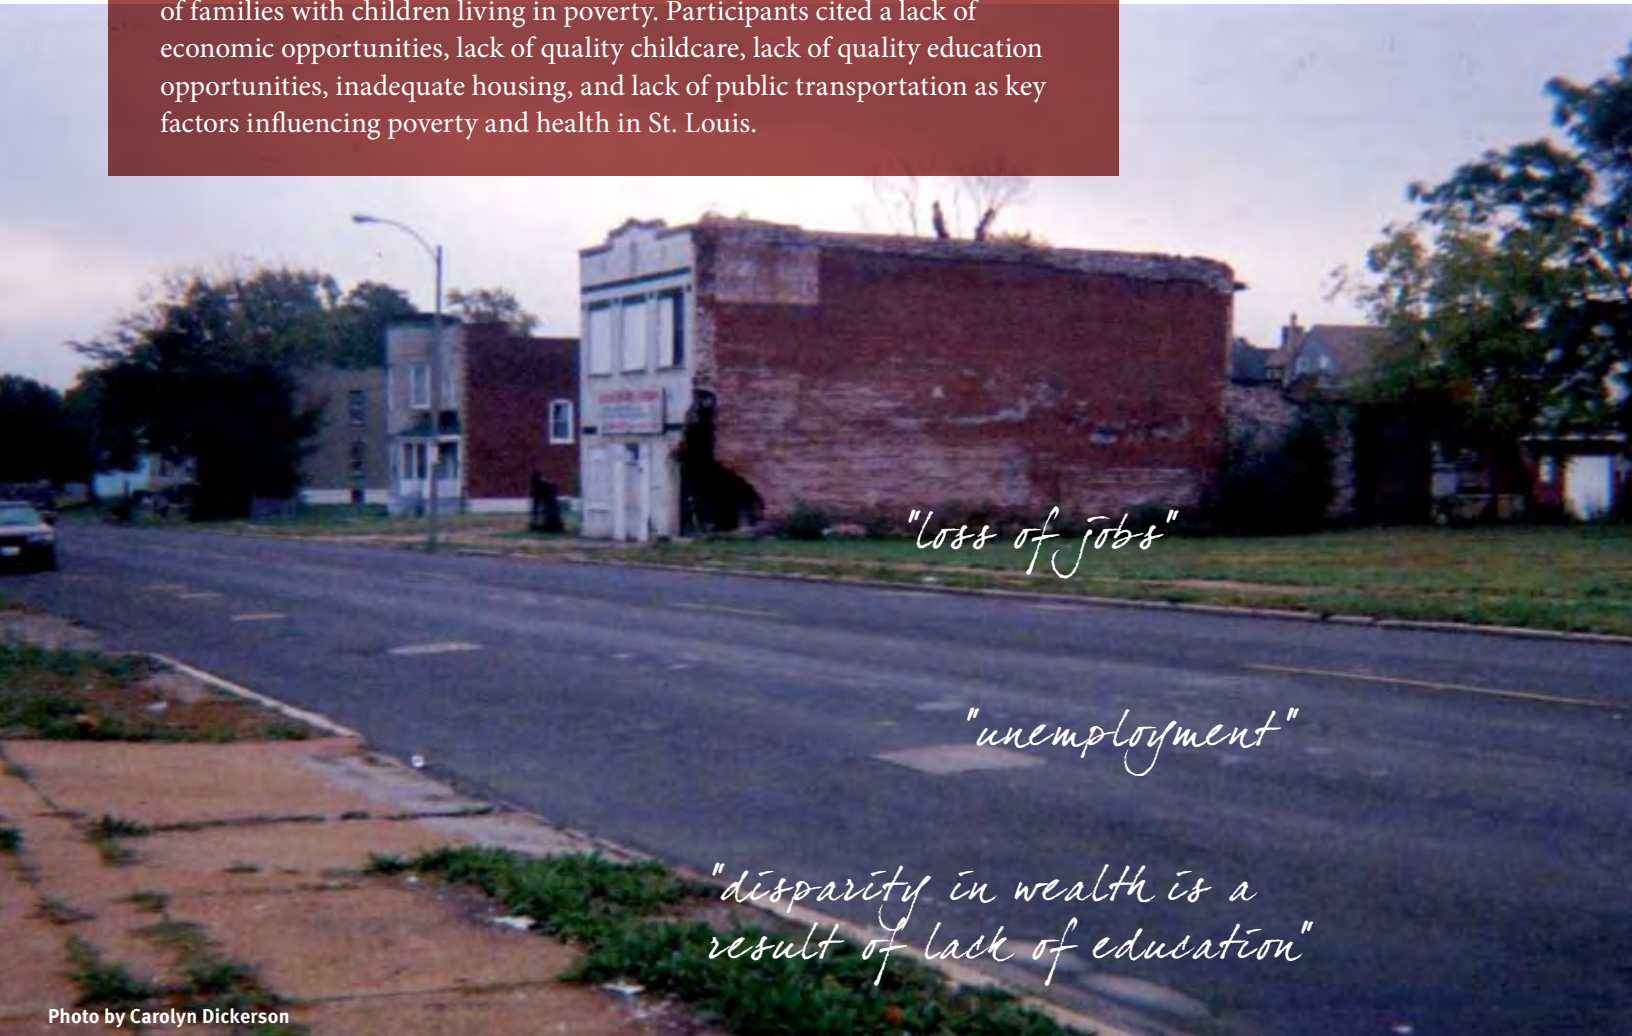 of families with children living in poverty. Participants cited a lack of
economic opportunities, lack of quality childcare, lack of quality education
opportunities, inadequate housing, and lack of public transportation as key
factors influencing poverty and health in St. Louis.
"loss of jobs"
"unemployment"
"disparity in wealth is a
result of lack of education"
Photo by Carolyn Dickerson